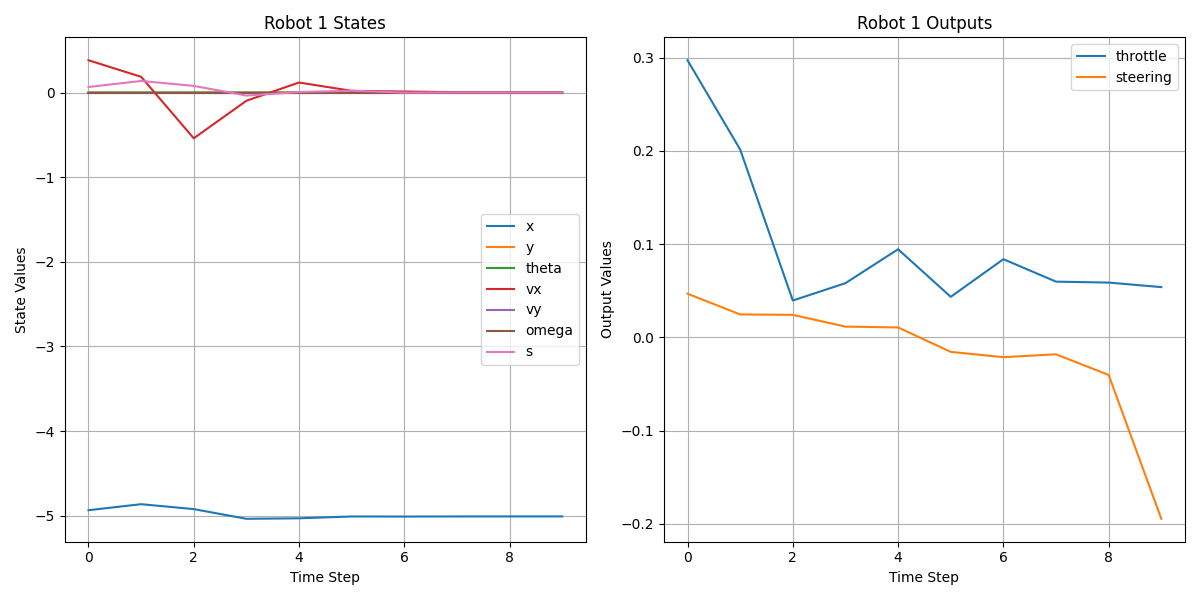 Robot 1 States
0
−1
−2
−3
−4
−5
State Values
0
2
4
6
8
Time Step
x
y
theta
vx
vy
omega
s
Robot 1 Outputs
0.3
0.2
0.1
0.0
−0.1
−0.2
Output Values
0
2
4
6
8
Time Step
throttle
steering